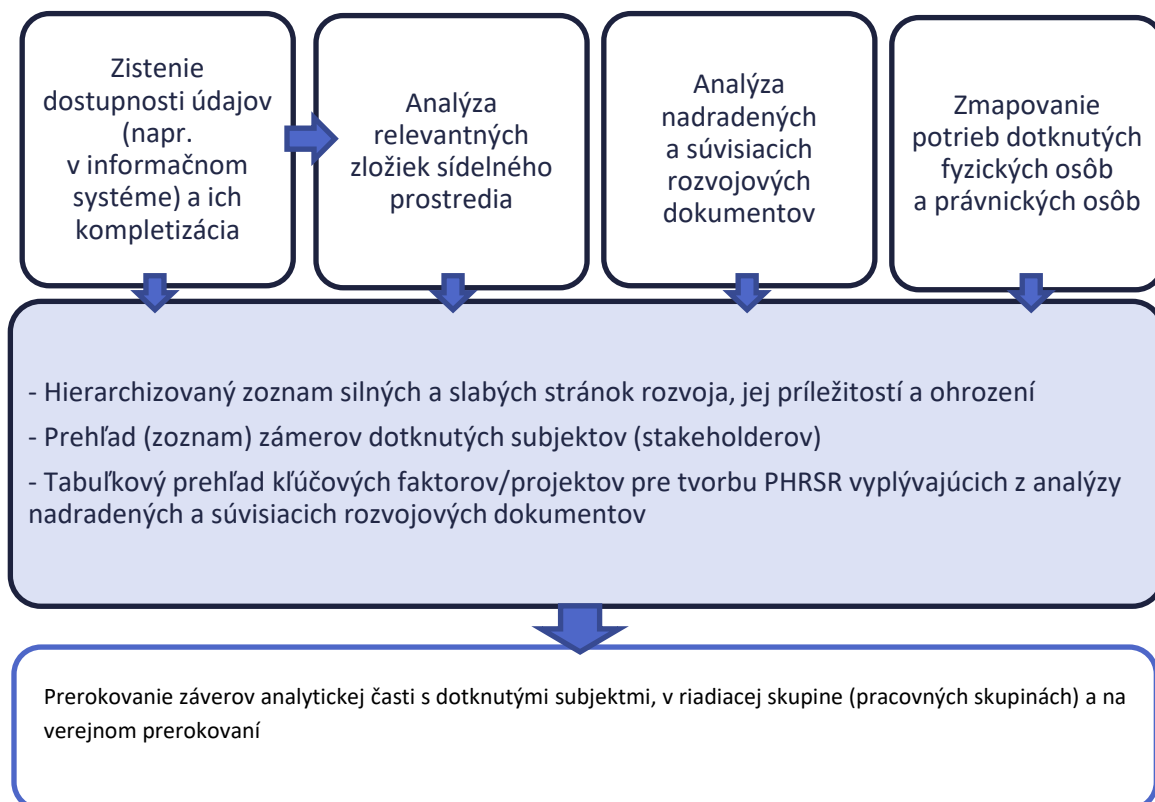 Zistenie
dostupnosti údajov
(napr.
v informačnom
systéme) a ich
kompletizácia
Analýza
relevantných
zložiek sídelného
prostredia
Analýza
nadradených
a súvisiacich
rozvojových
dokumentov
Zmapovanie
potrieb dotknutých
fyzických osôb
a právnických osôb
- Hierarchizovaný zoznam silných a slabých stránok rozvoja, jej príležitostí a ohrození
- Prehľad (zoznam) zámerov dotknutých subjektov (stakeholderov)
- Tabuľkový prehľad kľúčových faktorov/projektov pre tvorbu PHRSR vyplývajúcich z analýzy
nadradených a súvisiacich rozvojových dokumentov
Prerokovanie záverov analytickej časti s dotknutými subjektmi, v riadiacej skupine (pracovných skupinách) a na
verejnom prerokovaní